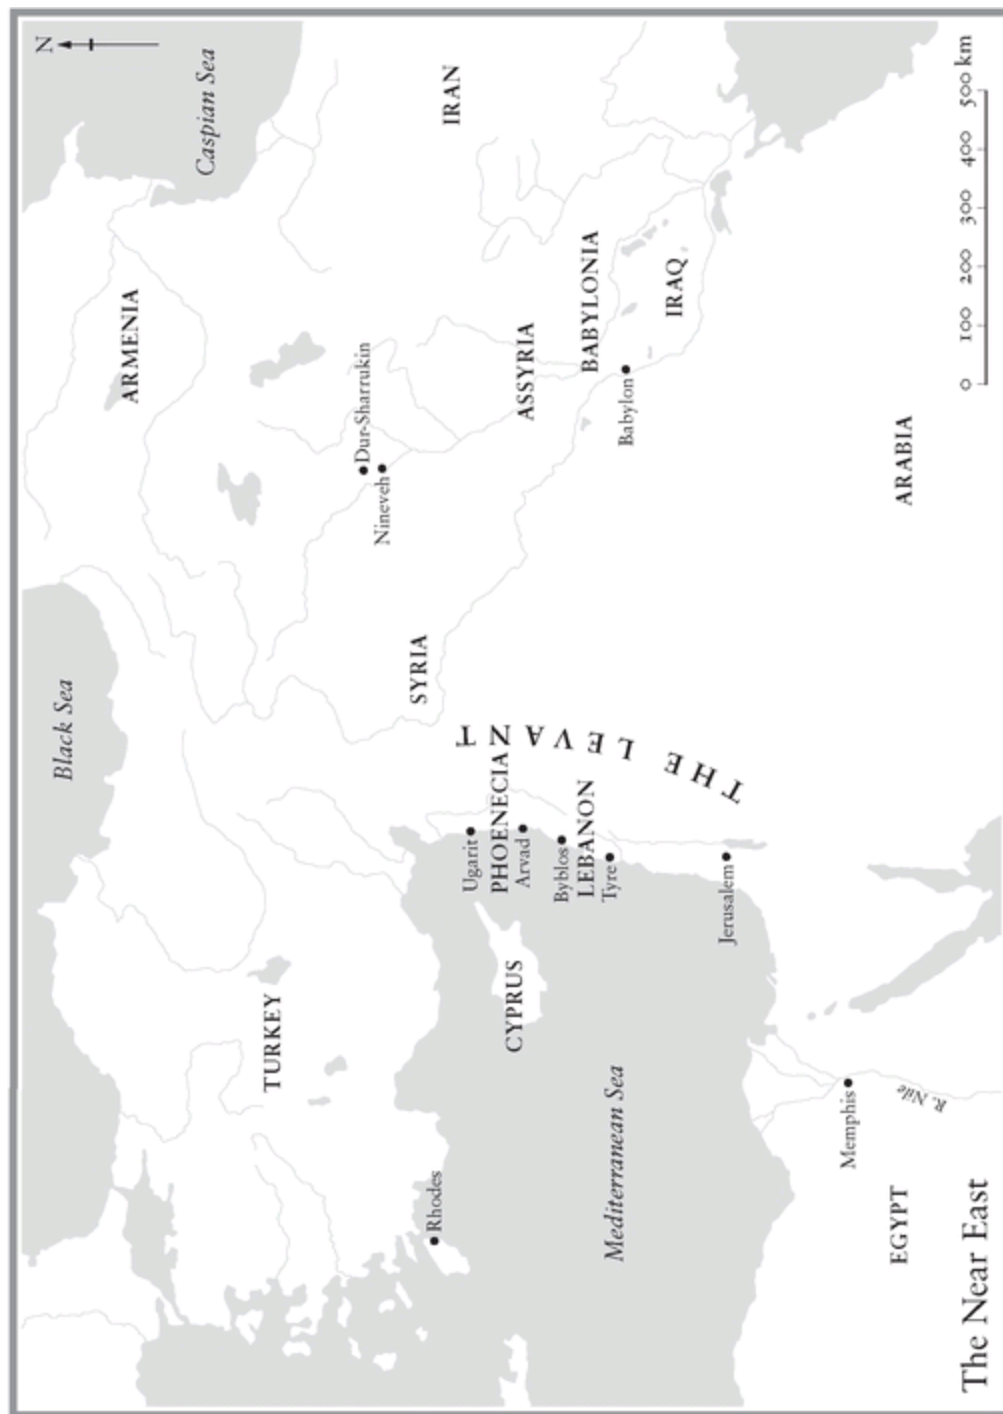 N
Black Sea
Caspian Sea
ARMENIA
TURKEY
Dur-Sharrukin
Nineveh
IRAN
Rhodes
SYRIA
Ugarit
PHOENECIA
Arvad
CYPRUS
THE LEVANT
ASSYRIA
Byblos
LEBANON
Tyre
BABYLONIA
Babylon
IRAQ
Mediterranean Sea
Jerusalem
Memphis
R. Nile
EGYPT
ARABIA
The Near East
0 100 200 300 400 500 km